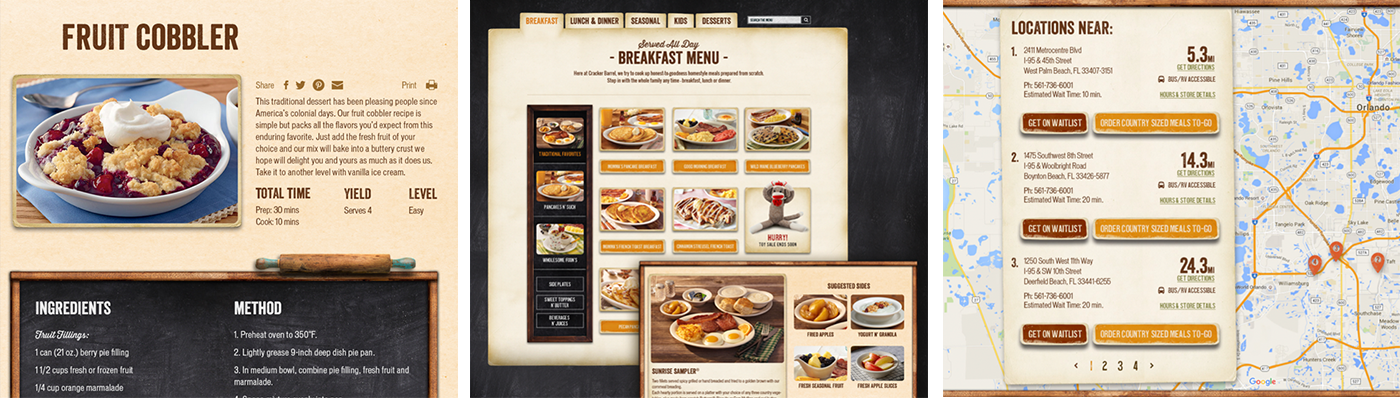 FRUIT COBBLER
Share
Print
This traditional dessert has been pleasing people since
America's colonial days. Our fruit cobbler recipe is
simple but packs all the flavors you'd expect from this
enduring favorite. Just add the fresh fruit of your
choice and our mix will bake into a buttery crust we
hope will delight you and yours as much as it does us.
Take it to another level with vanilla ice cream.
TOTAL TIME YIELD LEVEL
Prep: 30 mins Serves 4 Easy
Cook: 10 mins
INGREDIENTS
Fruit Fillings:
1 can (21 oz.) berry pie filling
11/2 cups fresh or frozen fruit
1/4 cup orange marmalade
METHOD
1. Preheat oven to 350°F.
2. Lightly grease 9-inch deep dish pie pan.
3. In medium bowl, combine pie filling, fresh fruit and
marmalade.
BREAKFAST LUNCH & DINNER SEASONAL KIDS DESSERTS
Served All Day
- BREAKFAST MENU -
Here at Cracker Barrel, we try to cook up honest-to-goodness homestyle meals prepared from scratch.
Step in with the whole family any time - breakfast, lunch or dinner.
TRADITIONAL FAVORITES
PANCAKES N' SUCH
WHOLESOME FIXIN'S
SIDE PLATES
SWEET TOPPINGS
N' BUTTER
BEVERAGES
N' JUICES
MOMMA'S PANCAKE BREAKFAST
GOOD MORNING BREAKFAST
WILD MAINE BLUEBERRY PANCAKES
MOMMA'S FRENCH TOAST BREAKFAST
CINNAMON STREUSEL FRENCH TOAST
HURRY!
TOY SALE ENDS SOON
SUNRISE SAMPLER
SUGGESTED SIDES
FRIED APPLES
YOGURT N' GRANOLA
FRESH SEASONAL FRUIT
FRESH APPLE SLICES
LOCATIONS NEAR:
1. 2411 Metrocentre Blvd
I-95 & 45th Street
West Palm Beach, FL 33407-3151
Ph: 561-736-6001
Estimated Wait Time: 10 min.
5.3MI
GET DIRECTIONS
BUS/RV ACCESSIBLE
HOURS & STORE DETAILS
GET ON WAITLIST
ORDER COUNTRY SIZED MEALS TO-GO
2. 1475 Southwest 8th Street
I-95 & Woolbright Road
Boynton Beach, FL 33426-5877
Ph: 561-736-6001
Estimated Wait Time: 20 min.
14.3MI
GET DIRECTIONS
BUS/RV ACCESSIBLE
HOURS & STORE DETAILS
GET ON WAITLIST
ORDER COUNTRY SIZED MEALS TO-GO
3. 1250 South West 11th Way
I-95 & SW 10th Street
Deerfield Beach, FL 33441-6255
Ph: 561-736-6001
Estimated Wait Time: 20 min.
24.3MI
GET DIRECTIONS
BUS/RV ACCESSIBLE
HOURS & STORE DETAILS
GET ON WAITLIST
ORDER COUNTRY SIZED MEALS TO-GO
‹ 1 2 3 4 ›
Pine Hills
Orlando
Oak Ridge
Sky Lake
Tangelo Park
Williamsburg
Taft
Hunters Creek
Google